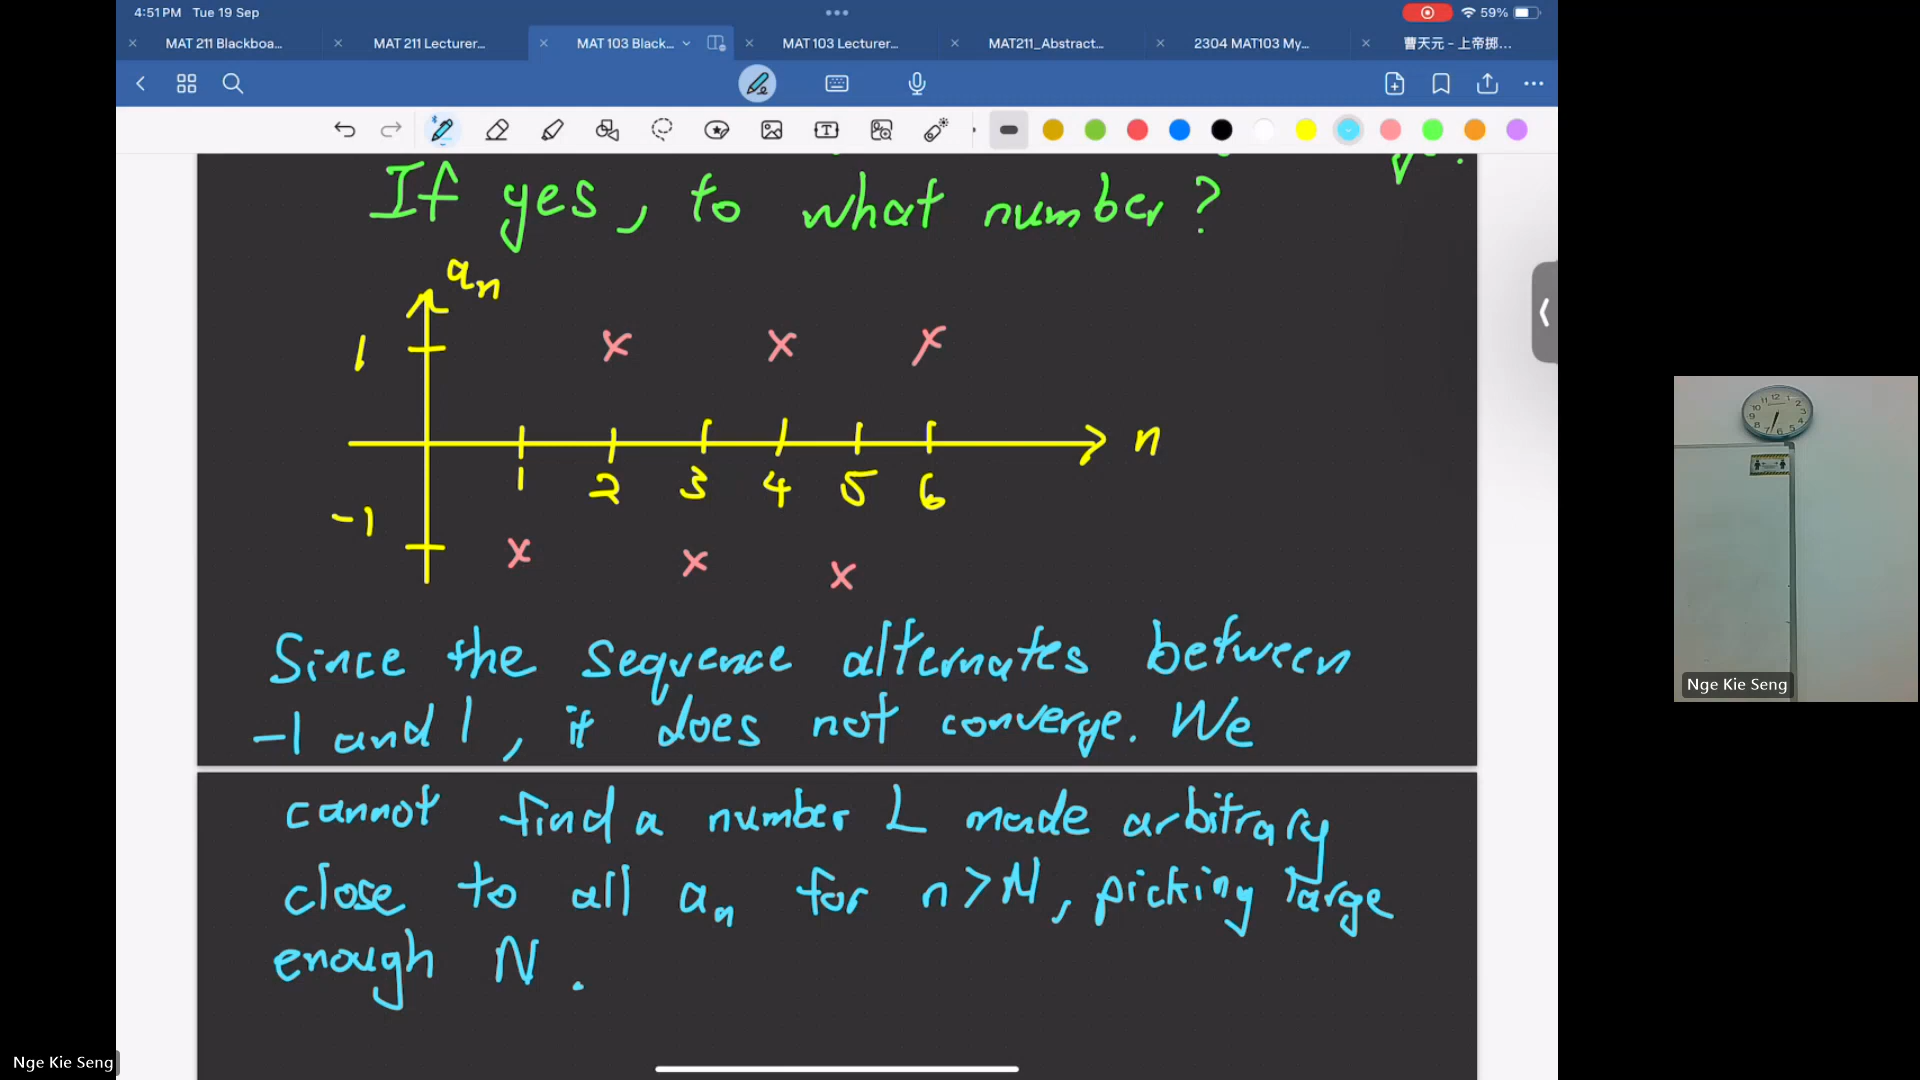 4:51 PM Tue 19 Sep
59%
MAT 211 Blackboa...
MAT 211 Lecturer...
MAT 103 Black...
MAT 103 Lecturer...
MAT211_Abstract...
2304 MAT103 My...
曹天元 - 上帝掷...
If yes, to what number?
an
1
n
1 2 3 4 5 6
-1
Since the sequence alternates between
-1 and 1, it does not converge. We
cannot find a number L made arbitrary
close to all an for n > N, picking large
enough N.
Nge Kie Seng
Nge Kie Seng